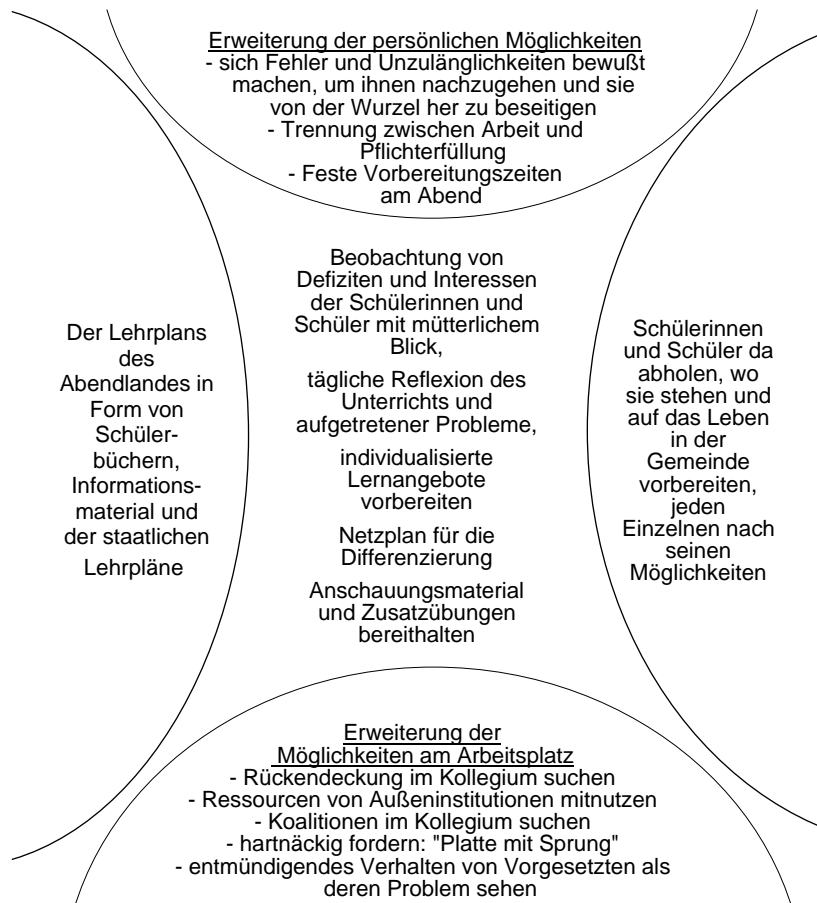 Erweiterung der persönlichen Möglichkeiten
- sich Fehler und Unzulänglichkeiten bewußt
machen, um ihnen nachzugehen und sie
von der Wurzel her zu beseitigen
- Trennung zwischen Arbeit und
Pflichterfüllung
- Feste Vorbereitungszeiten
am Abend
Der Lehrplans
des
Abendlandes in
Form von
Schüler-
büchern,
Informations-
material und
der staatlichen
Lehrpläne
Beobachtung von
Defiziten und Interessen
der Schülerinnen und
Schüler mit mütterlichem
Blick,
tägliche Reflexion des
Unterrichts und
aufgetretener Probleme,
individualisierte
Lernangebote
vorbereiten
Netzplan für die
Differenzierung
Anschauungsmaterial
und Zusatzübungen
bereithalten
Schülerinnen
und Schüler da
abholen, wo
sie stehen und
auf das Leben
in der
Gemeinde
vorbereiten,
jeden
Einzelnen nach
seinen
Möglichkeiten
Erweiterung der
Möglichkeiten am Arbeitsplatz
- Rückendeckung im Kollegium suchen
- Ressourcen von Außeninstitutionen mitnutzen
- Koalitionen im Kollegium suchen
- hartnäckig fordern: "Platte mit Sprung"
- entmündigendes Verhalten von Vorgesetzten als
deren Problem sehen